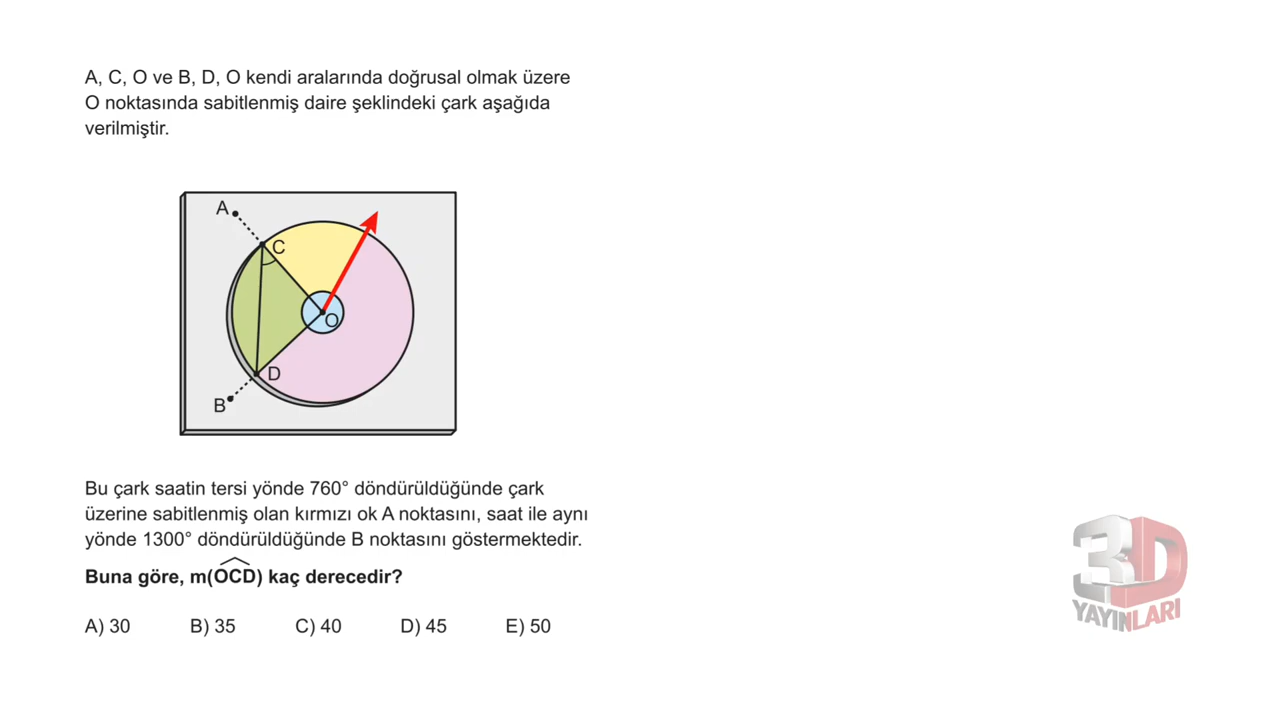 A, C, O ve B, D, O kendi aralarında doğrusal olmak üzere
O noktasında sabitlenmiş daire şeklindeki çark aşağıda
verilmiştir.
A
C
O
D
B
Bu çark saatin tersi yönde 760° döndürüldüğünde çark
üzerine sabitlenmiş olan kırmızı ok A noktasını, saat ile aynı
yönde 1300° döndürüldüğünde B noktasını göstermektedir.
Buna göre, m(OCD) kaç derecedir?
A) 30 B) 35 C) 40 D) 45 E) 50
3D
YAYINLARI